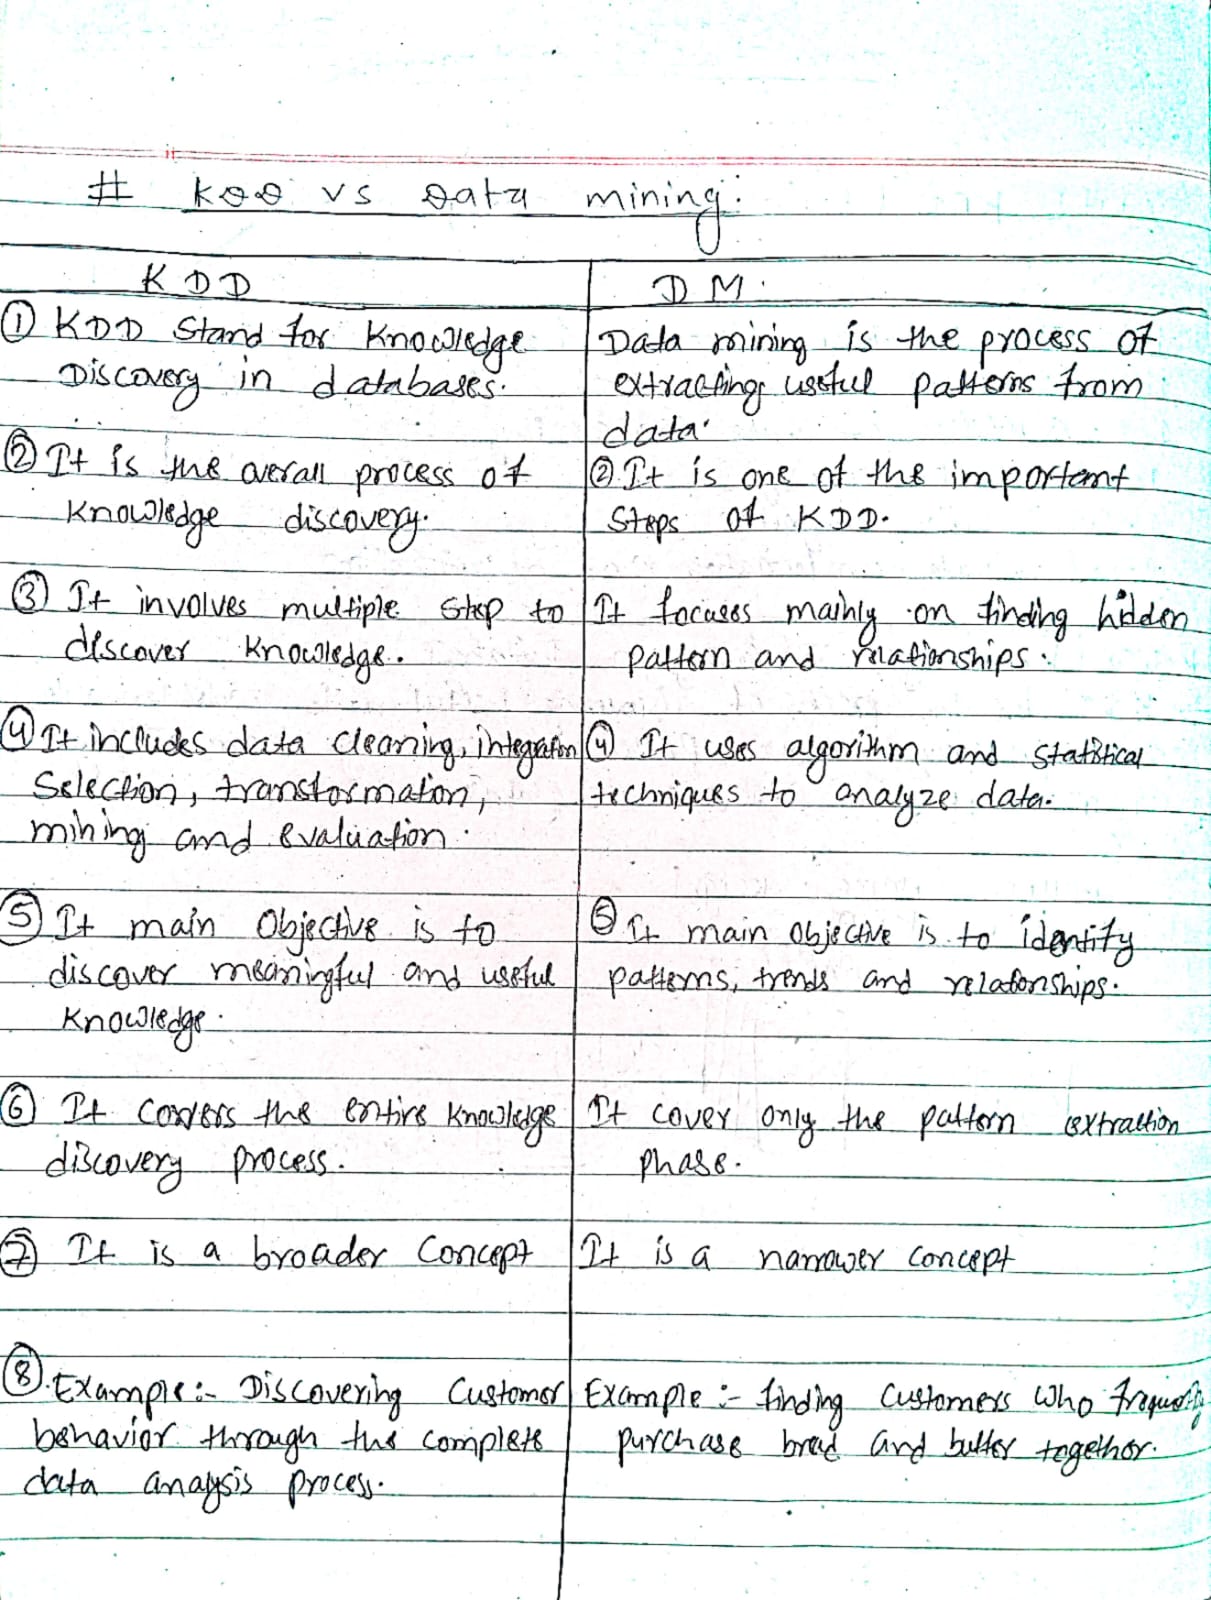 # KDD vs Data mining:
KDD
DM.
① KDD Stand for Knowledge
Discovery in databases.
Data mining is the process of
extracting useful patterns from
data.
② It is the overall process of
Knowledge discovery.
② It is one of the important
Steps of KDD.
③ It involves multiple step to
discover Knowledge.
It focuses mainly on finding hidden
pattern and relationships.
④ It includes data cleaning, integration
Selection, transformation,
mining and evaluation.
④ It uses algorithm and statistical
techniques to analyze data.
⑤ It main Objective is to
discover meaningful and useful
Knowledge.
⑤ It main objective is to identify
patterns, trends and relationships.
⑥ It covers the entire Knowledge
discovery process.
It cover only the pattern extraction
phase.
⑦ It is a broader Concept
It is a narrower concept
⑧ Example:- Discovering Customer
behavior through the complete
data analysis process.
Example :- finding customers who frequently
purchase bread and butter together.